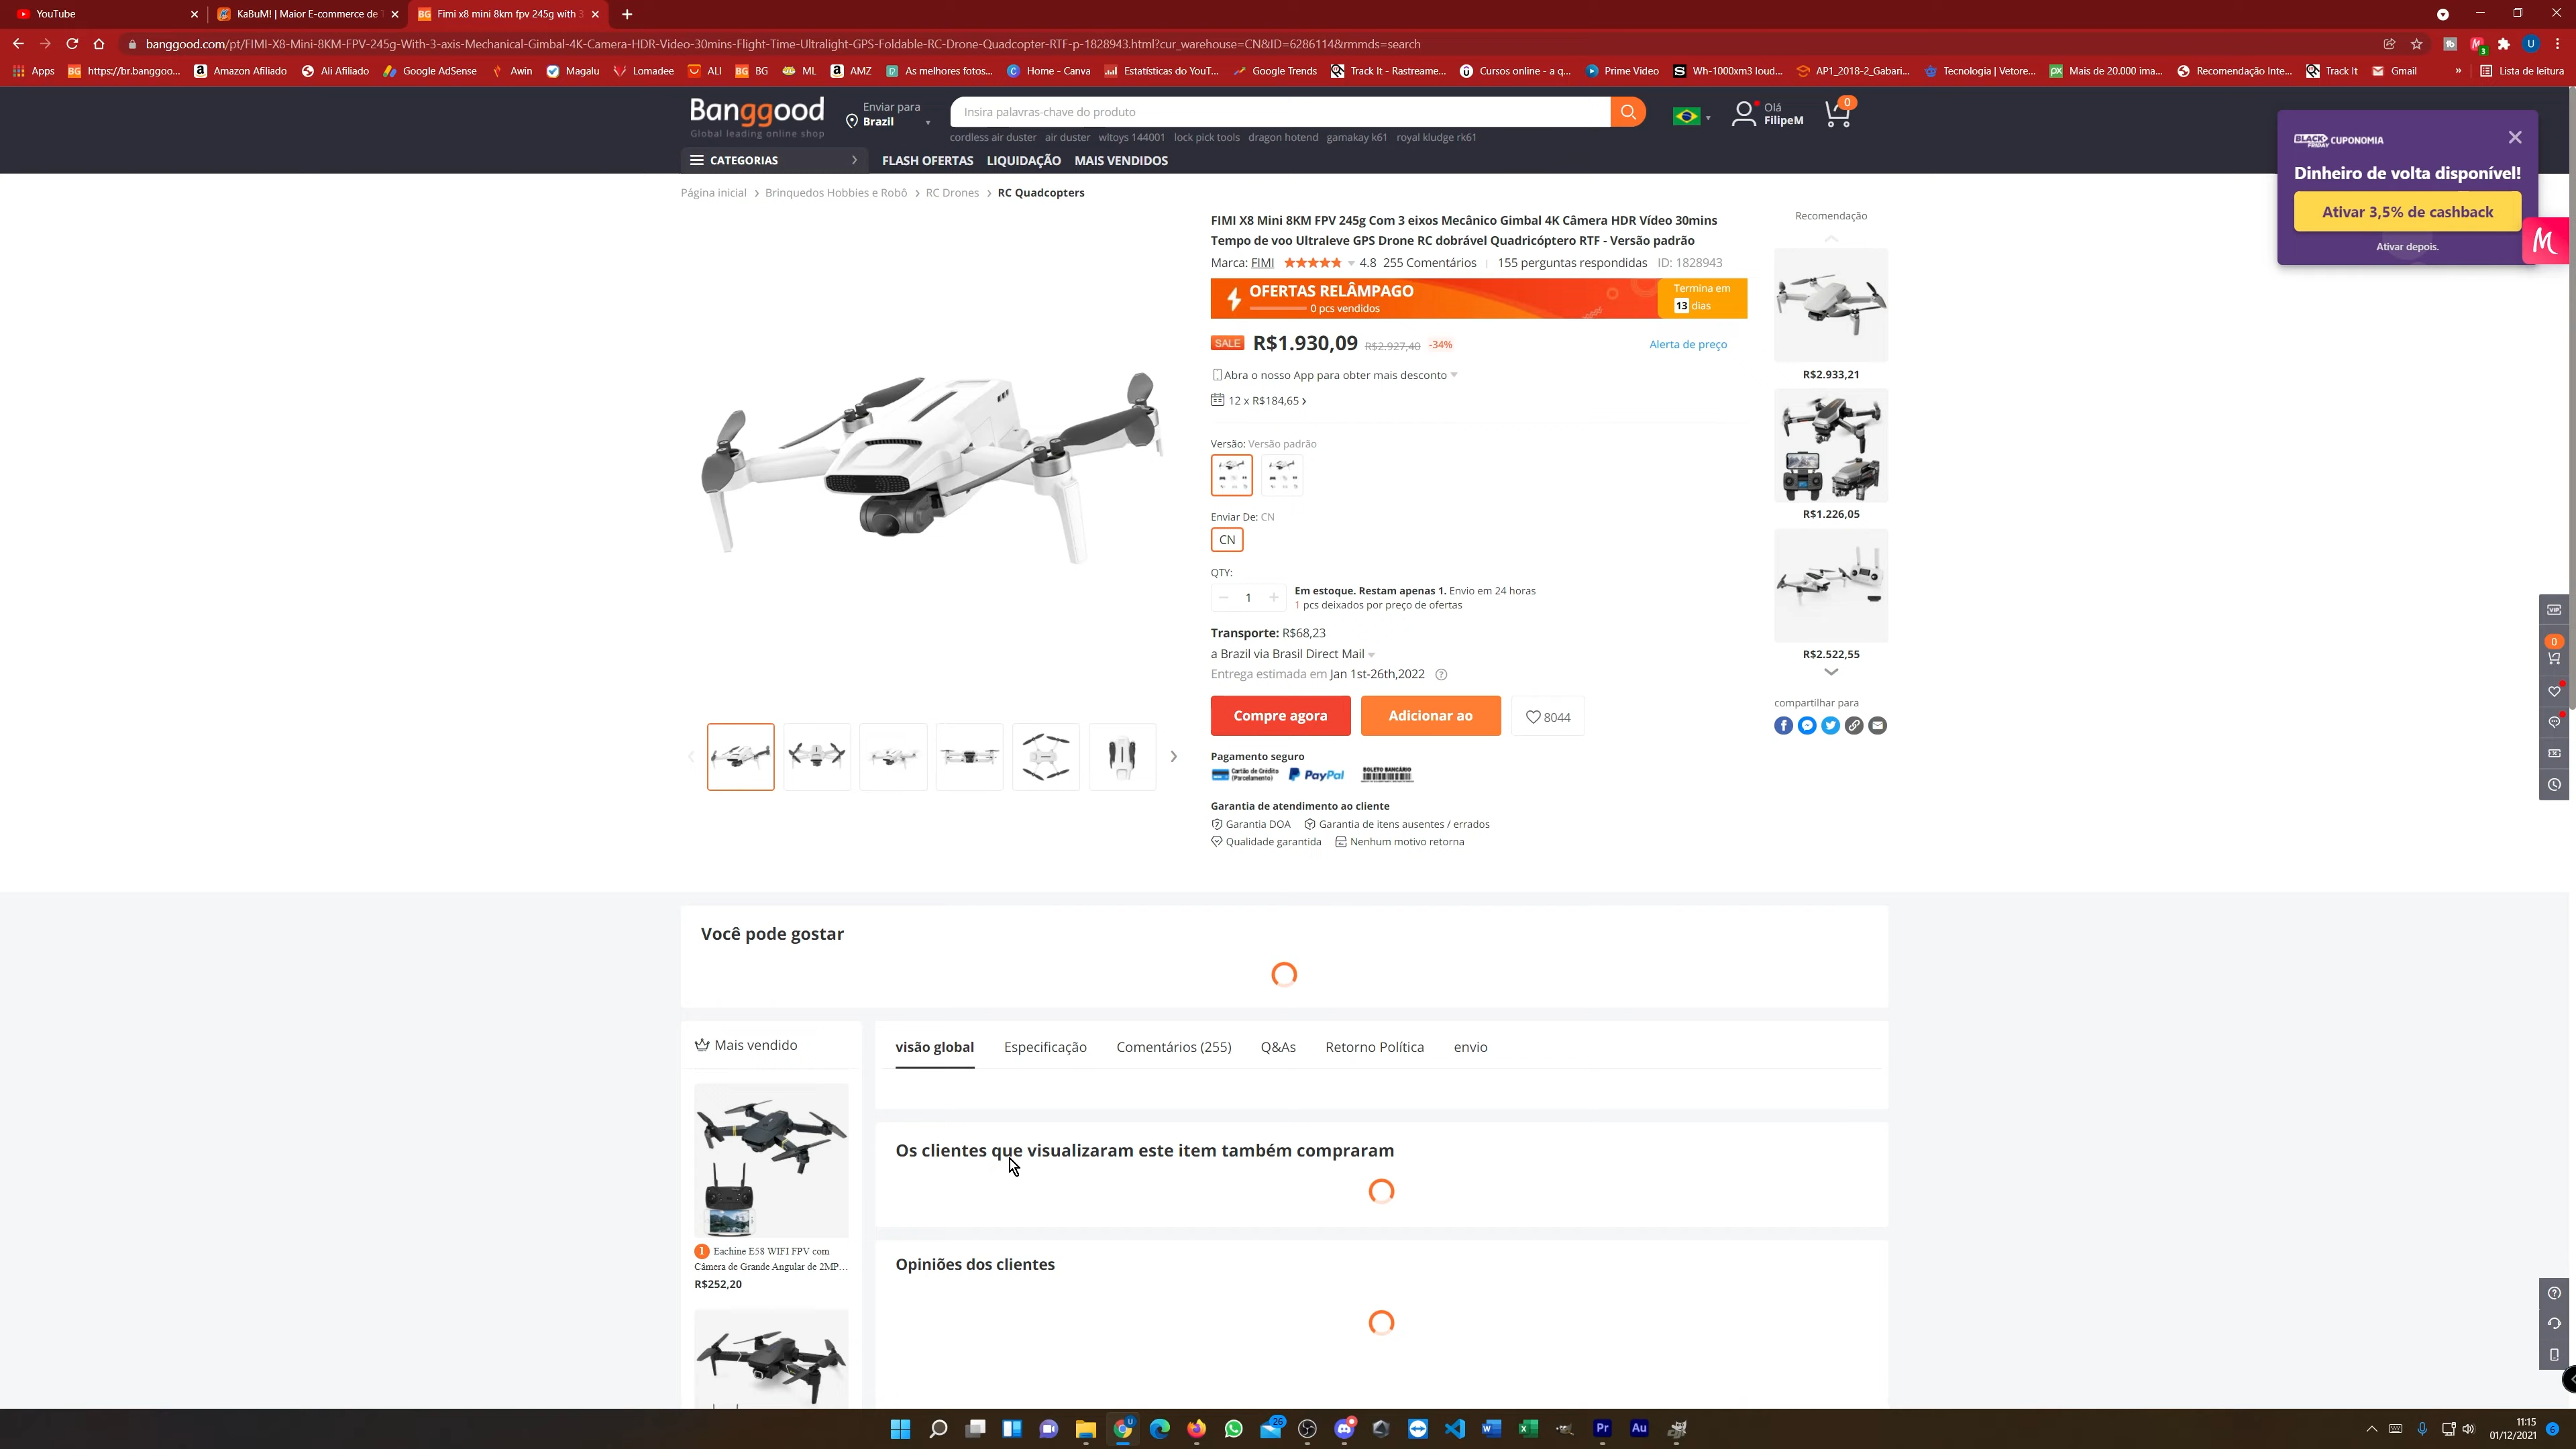 YouTube
KaBuM! | Maior E-commerce de T
Fimi x8 mini 8km fpv 245g with 3
banggood.com/pt/FIMI-X8-Mini-8KM-FPV-245g-With-3-axis-Mechanical-Gimbal-4K-Camera-HDR-Video-30mins-Flight-Time-Ultralight-GPS-Foldable-RC-Drone-Quadcopter-RTF-p-1828943.html?cur_warehouse=CN&ID=6286114&rmmds=search
Apps https://br.banggoo... Amazon Afiliado Ali Afiliado Google AdSense Awin Magalu Lomadee ALI BG ML AMZ As melhores fotos... Home - Canva Estatísticas do YouT... Google Trends Track It - Rastreame... Cursos online - a q... Prime Video Wh-1000xm3 loud... AP1_2018-2_Gabari... Tecnologia | Vetore... Mais de 20.000 ima... Recomendação Inte... Track It Gmail » Lista de leitura
Banggood
Global leading online shop
Enviar para
Brazil
Insira palavras-chave do produto
cordless air duster air duster wltoys 144001 lock pick tools dragon hotend gamakay k61 royal kludge rk61
Olá
FilipeM
0
CATEGORIAS
FLASH OFERTAS LIQUIDAÇÃO MAIS VENDIDOS
BLACK FRIDAY CUPONOMIA
Dinheiro de volta disponível!
Ativar 3,5% de cashback
Ativar depois.
Página inicial > Brinquedos Hobbies e Robô > RC Drones > RC Quadcopters
FIMI X8 Mini 8KM FPV 245g Com 3 eixos Mecânico Gimbal 4K Câmera HDR Vídeo 30mins
Tempo de voo Ultraleve GPS Drone RC dobrável Quadricóptero RTF - Versão padrão
Marca: FIMI 4.8 255 Comentários | 155 perguntas respondidas ID: 1828943
OFERTAS RELÂMPAGO
0 pcs vendidos
Termina em
13 dias
SALE R$1.930,09 R$2.927,40 -34%
Alerta de preço
Abra o nosso App para obter mais desconto
12 x R$184,65 ›
Versão: Versão padrão
Enviar De: CN
CN
QTY:
− 1 +
Em estoque. Restam apenas 1. Envio em 24 horas
1 pcs deixados por preço de ofertas
Transporte: R$68,23
a Brazil via Brasil Direct Mail
Entrega estimada em Jan 1st-26th,2022
Compre agora
Adicionar ao
8044
Pagamento seguro
Cartão de Crédito
(Parcelamento)
PayPal
BOLETO BANCÁRIO
Garantia de atendimento ao cliente
Garantia DOA Garantia de itens ausentes / errados
Qualidade garantida Nenhum motivo retorna
Recomendação
R$2.933,21
R$1.226,05
R$2.522,55
compartilhar para
VIP
0
Você pode gostar
Mais vendido
1 Eachine E58 WIFI FPV com
Câmera de Grande Angular de 2MP...
R$252,20
visão global Especificação Comentários (255) Q&As Retorno Política envio
Os clientes que visualizaram este item também compraram
Opiniões dos clientes
26
Pr
Au
11:15
01/12/2021
6